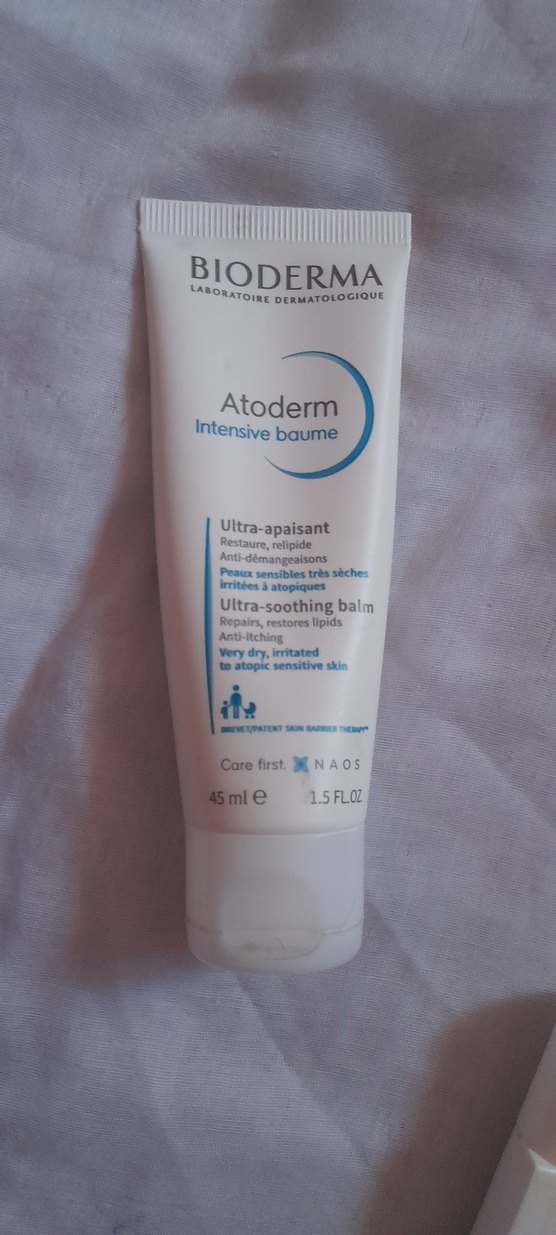 BIODERMA
LABORATOIRE DERMATOLOGIQUE
Atoderm
Intensive baume
Ultra-apaisant
Restaure, relipide
Anti-démangeaisons
Peaux sensibles très sèches
irritées à atopiques
Ultra-soothing balm
Repairs, restores lipids
Anti-itching
Very dry, irritated
to atopic sensitive skin
BREVET/PATENT SKIN BARRIER THERAPY™
Care first. NAOS
45 ml e 1.5 FL.OZ